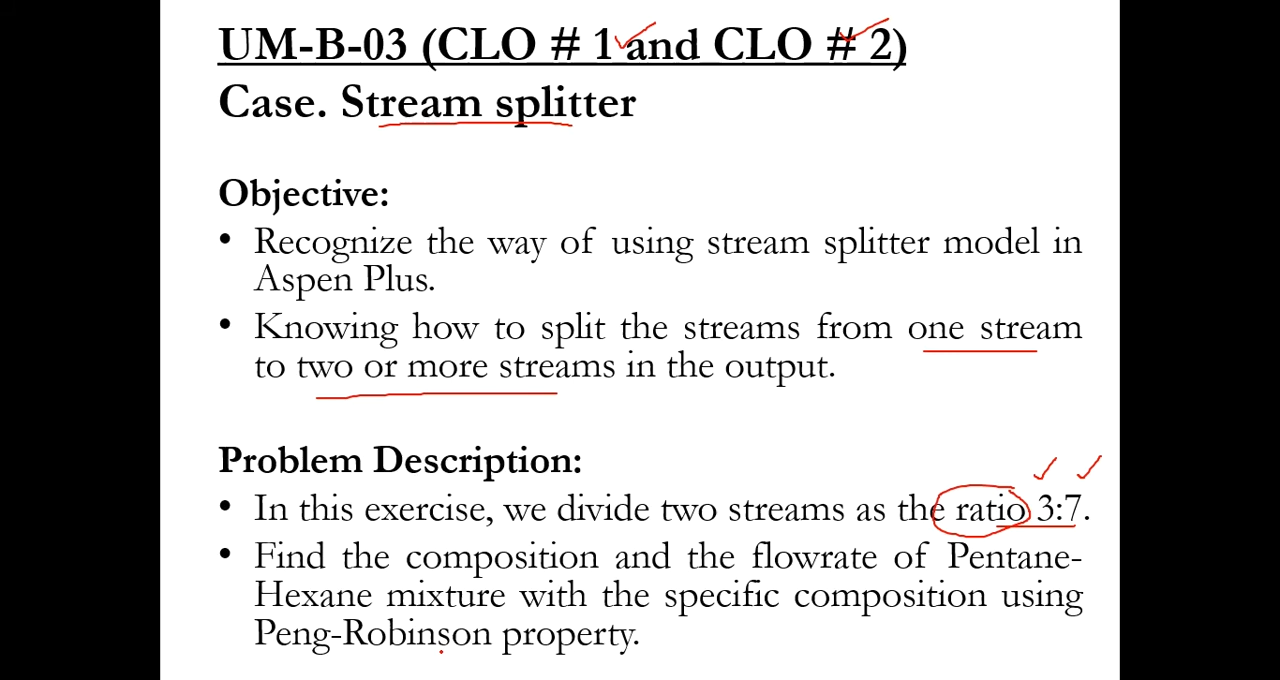 UM-B-03 (CLO # 1 and CLO # 2)
Case. Stream splitter
Objective:
• Recognize the way of using stream splitter model in
Aspen Plus.
• Knowing how to split the streams from one stream
to two or more streams in the output.
Problem Description:
• In this exercise, we divide two streams as the ratio 3:7.
• Find the composition and the flowrate of Pentane-
Hexane mixture with the specific composition using
Peng-Robinson property.